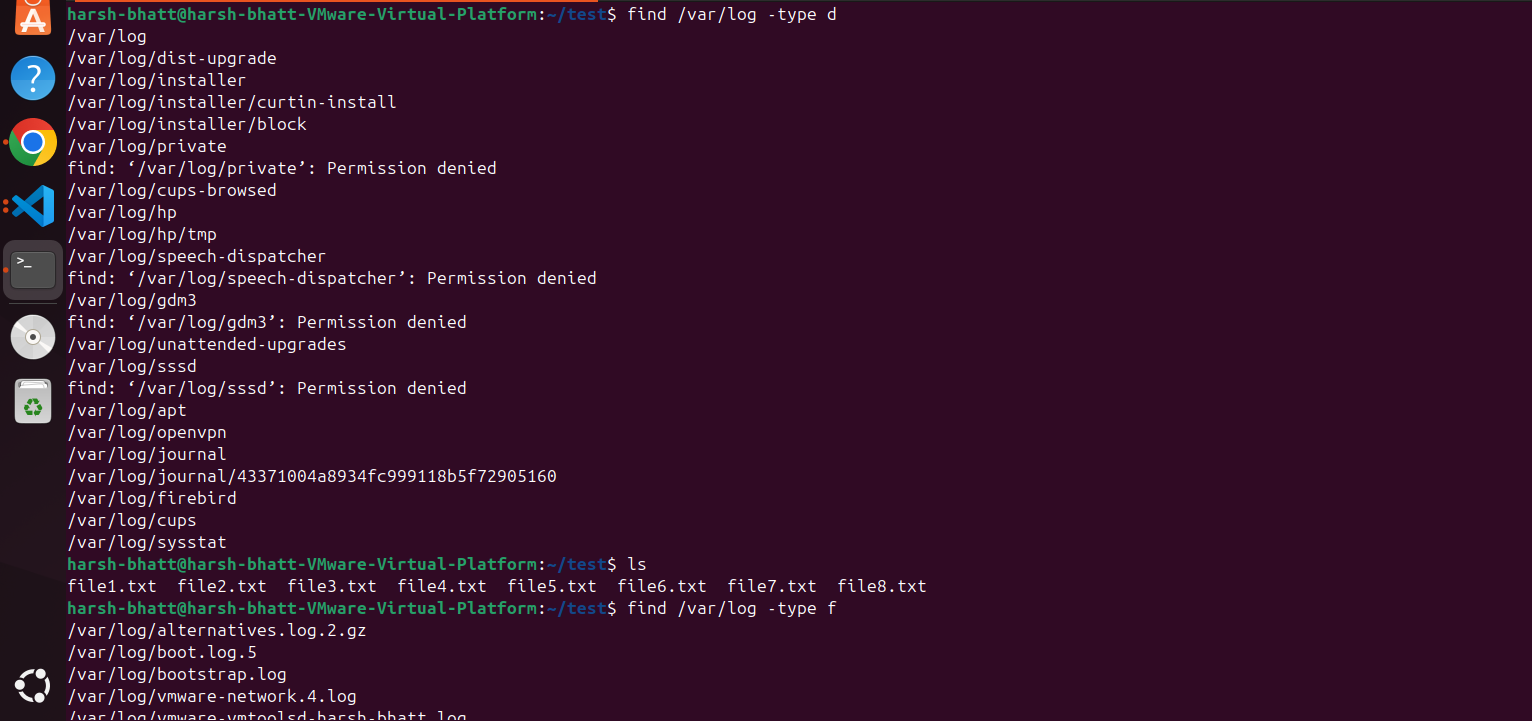 harsh-bhatt@harsh-bhatt-VMware-Virtual-Platform:~/test$ find /var/log -type d
/var/log
/var/log/dist-upgrade
/var/log/installer
/var/log/installer/curtin-install
/var/log/installer/block
/var/log/private
find: ‘/var/log/private’: Permission denied
/var/log/cups-browsed
/var/log/hp
/var/log/hp/tmp
/var/log/speech-dispatcher
find: ‘/var/log/speech-dispatcher’: Permission denied
/var/log/gdm3
find: ‘/var/log/gdm3’: Permission denied
/var/log/unattended-upgrades
/var/log/sssd
find: ‘/var/log/sssd’: Permission denied
/var/log/apt
/var/log/openvpn
/var/log/journal
/var/log/journal/43371004a8934fc999118b5f72905160
/var/log/firebird
/var/log/cups
/var/log/sysstat
harsh-bhatt@harsh-bhatt-VMware-Virtual-Platform:~/test$ ls
file1.txt  file2.txt  file3.txt  file4.txt  file5.txt  file6.txt  file7.txt  file8.txt
harsh-bhatt@harsh-bhatt-VMware-Virtual-Platform:~/test$ find /var/log -type f
/var/log/alternatives.log.2.gz
/var/log/boot.log.5
/var/log/bootstrap.log
/var/log/vmware-network.4.log
/var/log/vmware-vmtoolsd-harsh-bhatt.log